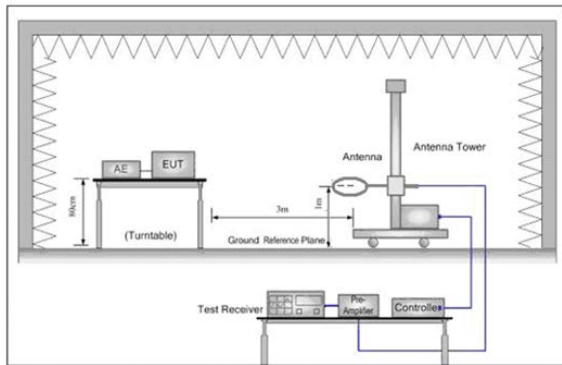 AE
EUT
80cm
(Turntable)
3m
1m
Antenna
Antenna Tower
Ground Reference Plane
Test Receiver
Pre-
Amplifier
Controller